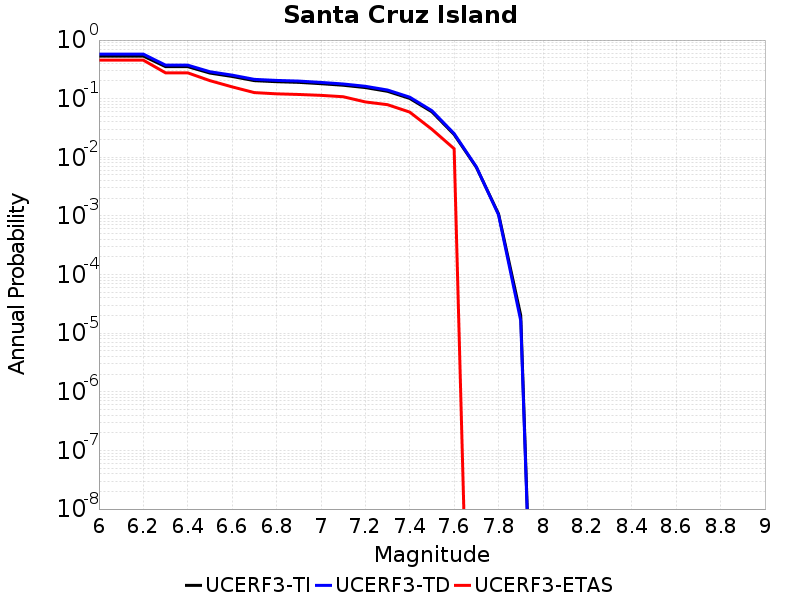 Santa Cruz Island
Annual Probability
10^0
10^-1
10^-2
10^-3
10^-4
10^-5
10^-6
10^-7
10^-8
6 6.2 6.4 6.6 6.8 7 7.2 7.4 7.6 7.8 8 8.2 8.4 8.6 8.8 9
Magnitude
UCERF3-TI UCERF3-TD UCERF3-ETAS